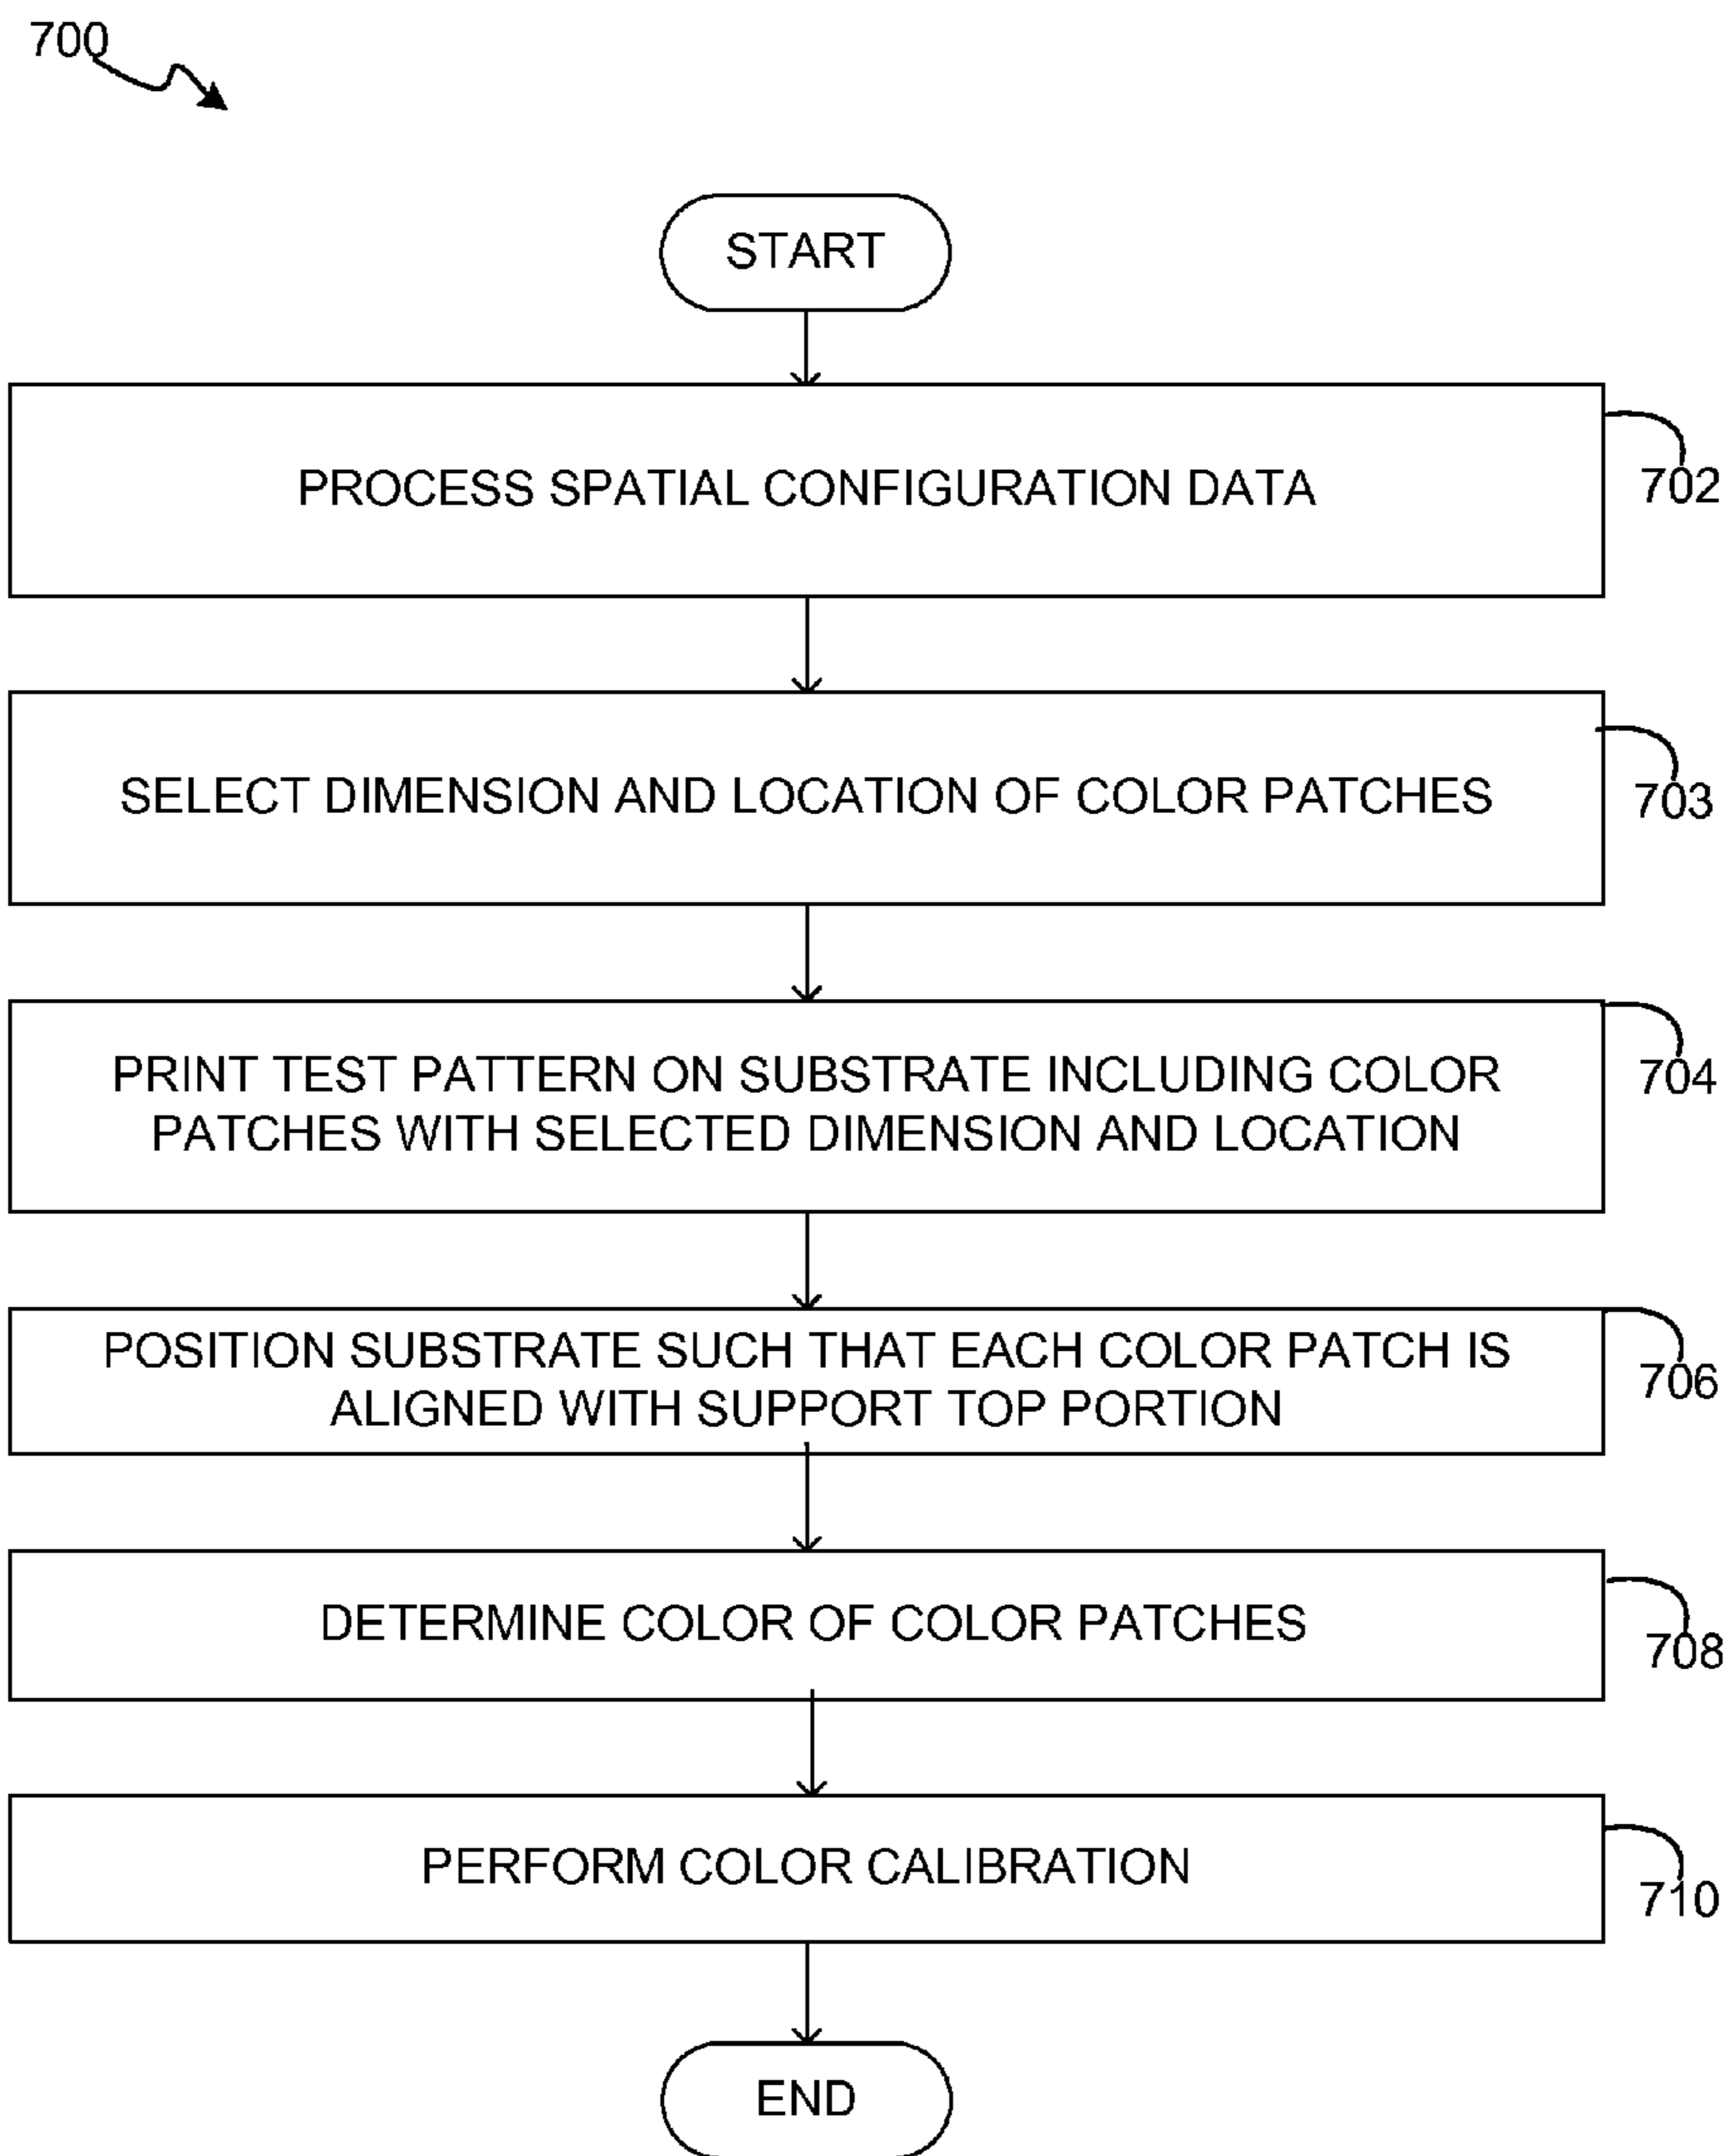 700
START
PROCESS SPATIAL CONFIGURATION DATA
702
SELECT DIMENSION AND LOCATION OF COLOR PATCHES
703
PRINT TEST PATTERN ON SUBSTRATE INCLUDING COLOR
PATCHES WITH SELECTED DIMENSION AND LOCATION
704
POSITION SUBSTRATE SUCH THAT EACH COLOR PATCH IS
ALIGNED WITH SUPPORT TOP PORTION
706
DETERMINE COLOR OF COLOR PATCHES
708
PERFORM COLOR CALIBRATION
710
END